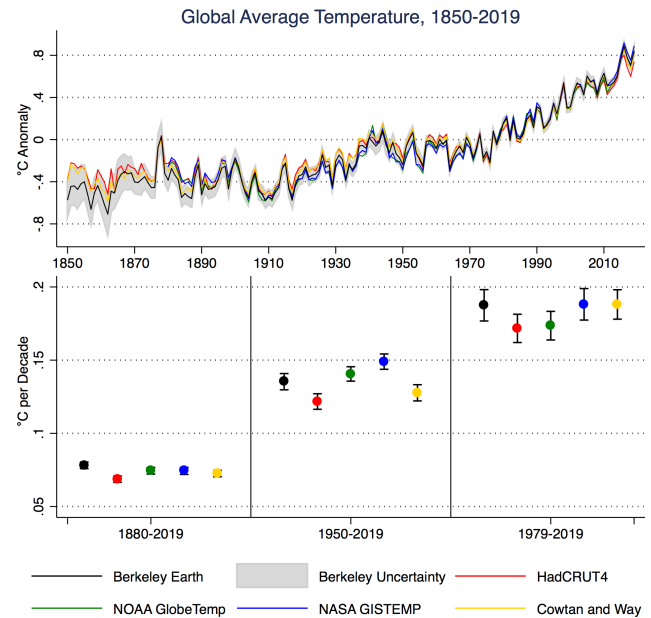 Global Average Temperature, 1850-2019
°C Anomaly
.8
.4
0
-.4
-.8
1850 1870 1890 1910 1930 1950 1970 1990 2010
°C per Decade
.2
.15
.1
.05
1880-2019 1950-2019 1979-2019
Berkeley Earth Berkeley Uncertainty HadCRUT4
NOAA GlobeTemp NASA GISTEMP Cowtan and Way